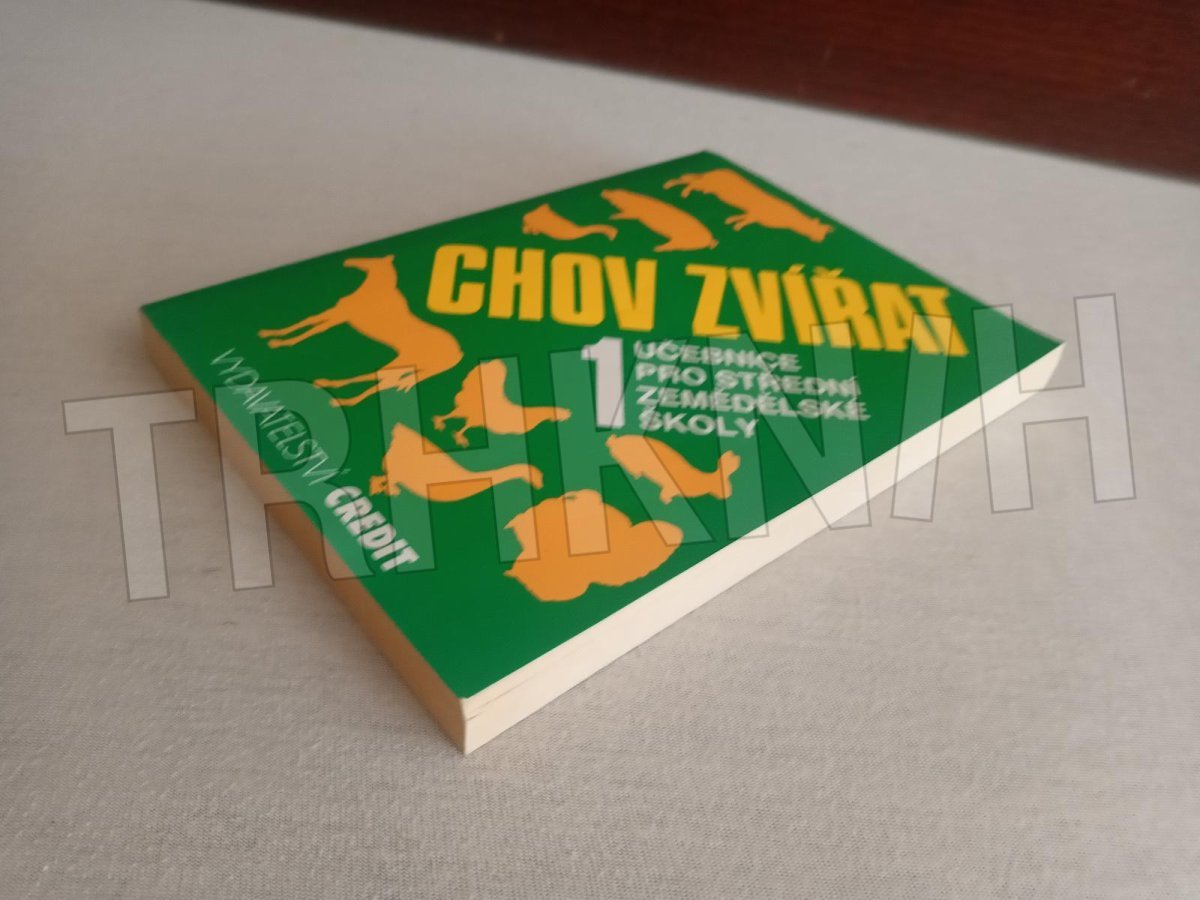 CHOV ZVÍŘAT
1
UČEBNICE
PRO STŘEDNÍ
ZEMĚDĚLSKÉ
ŠKOLY
VYDAVATELSTVÍ CREDIT
TRHKNIH